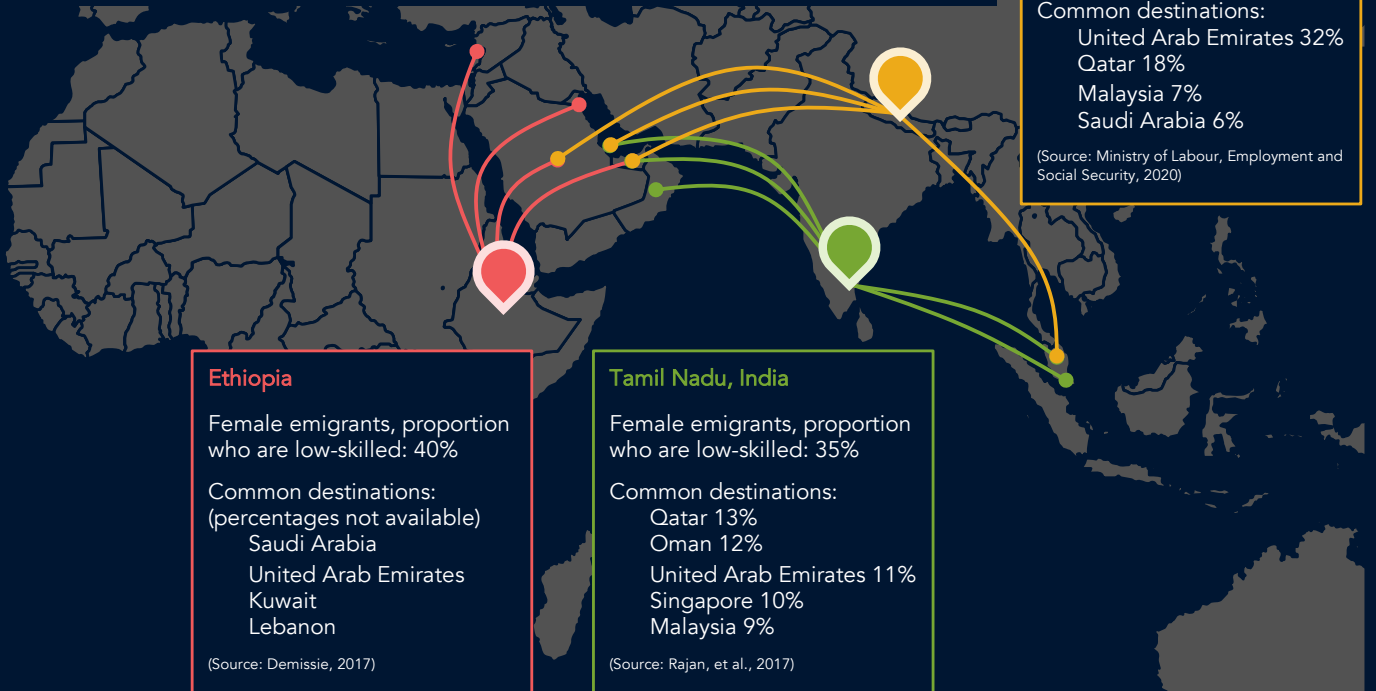 Common destinations:
United Arab Emirates 32%
Qatar 18%
Malaysia 7%
Saudi Arabia 6%
(Source: Ministry of Labour, Employment and
Social Security, 2020)
Ethiopia
Female emigrants, proportion
who are low-skilled: 40%
Common destinations:
(percentages not available)
Saudi Arabia
United Arab Emirates
Kuwait
Lebanon
(Source: Demissie, 2017)
Tamil Nadu, India
Female emigrants, proportion
who are low-skilled: 35%
Common destinations:
Qatar 13%
Oman 12%
United Arab Emirates 11%
Singapore 10%
Malaysia 9%
(Source: Rajan, et al., 2017)